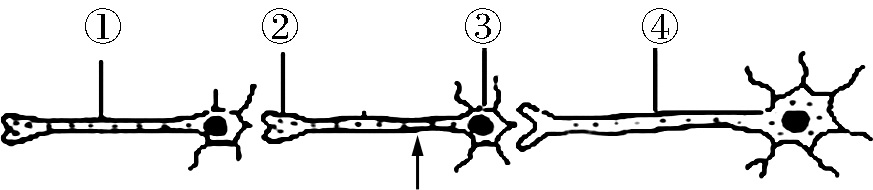 ① ② ③ ④